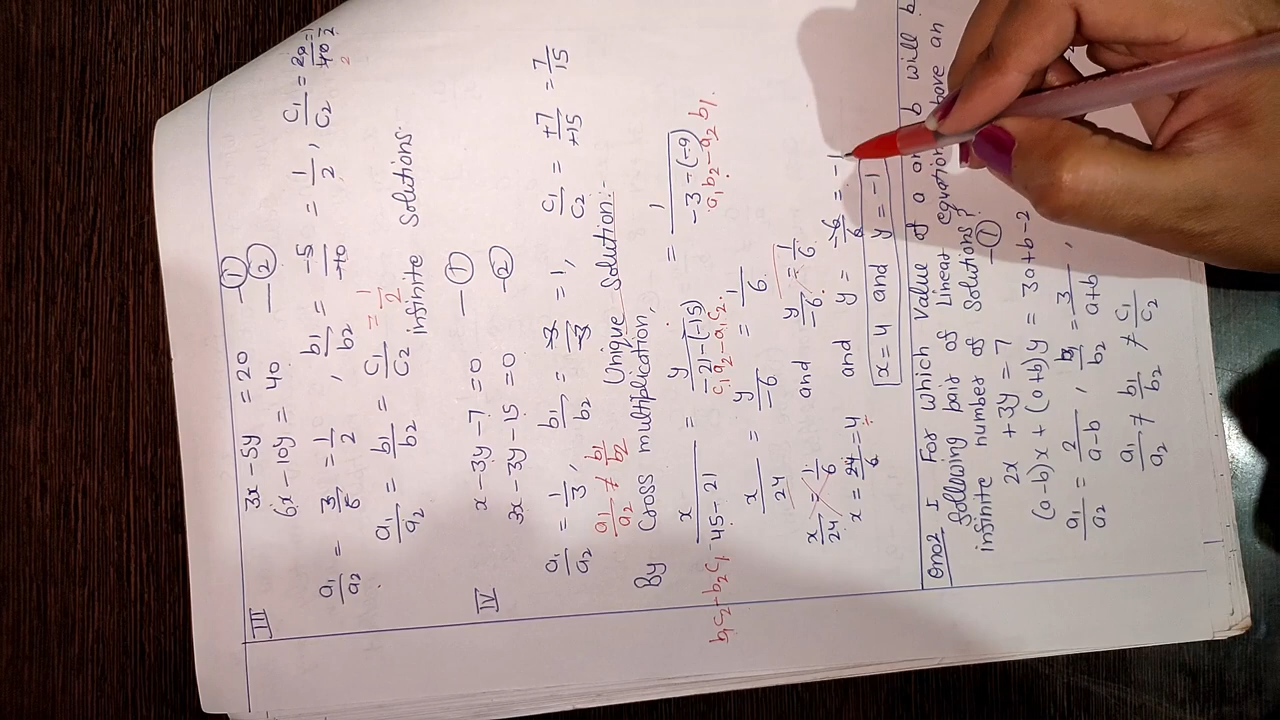 III 3x - 5y = 20 — ①
6x - 10y = 40 — ②
a₁/a₂ = 3/6 = 1/2 , b₁/b₂ = -5/-10 = 1/2 , c₁/c₂ = 20/40 = 1/2
a₁/a₂ = b₁/b₂ = c₁/c₂ = 1/2 infinite Solutions.
IV x - 3y - 7 = 0 — ①
3x - 3y - 15 = 0 - ②
a₁/a₂ = 1/3 , b₁/b₂ = -3/-3 = 1, c₁/c₂ = +7/+15 = 7/15
a₁/a₂ ≠ b₁/b₂ Unique Solution:-
By Cross multiplication,
x/45-21 = y/-21-(-15) = 1/-3-(-9)
b₁c₂-b₂c₁ c₁a₂-a₁c₂. a₁b₂-a₂b₁.
x/24 = y/-6 = 1/6.
x/24 = 1/6 and y/-6 = 1/6.
x = 24/6 = 4 and y = -6/6 = -1
x = 4 and y = -1
Qno2 I For which value of a b will
following pair of Linear equation have an
infinite number of Solutions?
2x + 3y = 7 - ①
(a-b)x + (a+b)y = 3a+b-2
a₁/a₂ = 2/a-b , b₁/b₂ = 3/a+b ,
a₁/a₂ ≠ b₁/b₂ ≠ c₁/c₂